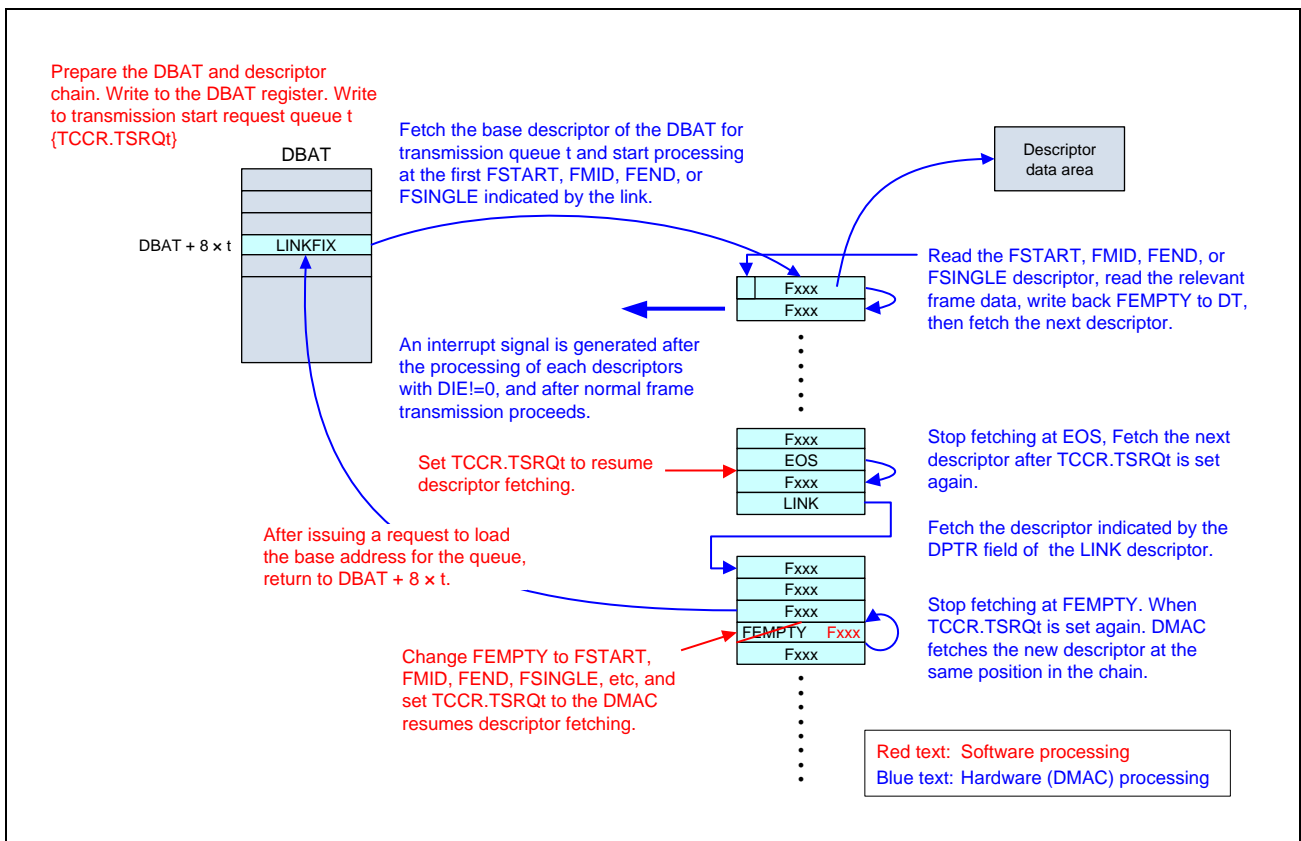 Prepare the DBAT and descriptor
chain. Write to the DBAT register. Write
to transmission start request queue t
{TCCR.TSRQt}
DBAT
DBAT + 8 × t
LINKFIX
Fetch the base descriptor of the DBAT for
transmission queue t and start processing
at the first FSTART, FMID, FEND, or
FSINGLE indicated by the link.
Descriptor
data area
Read the FSTART, FMID, FEND, or
FSINGLE descriptor, read the relevant
frame data, write back FEMPTY to DT,
then fetch the next descriptor.
Fxxx
Fxxx
An interrupt signal is generated after
the processing of each descriptors
with DIE!=0, and after normal frame
transmission proceeds.
Fxxx
EOS
Fxxx
LINK
Stop fetching at EOS, Fetch the next
descriptor after TCCR.TSRQt is set
again.
Set TCCR.TSRQt to resume
descriptor fetching.
Fetch the descriptor indicated by the
DPTR field of the LINK descriptor.
After issuing a request to load
the base address for the queue,
return to DBAT + 8 × t.
Fxxx
Fxxx
Fxxx
FEMPTY Fxxx
Fxxx
Stop fetching at FEMPTY. When
TCCR.TSRQt is set again. DMAC
fetches the new descriptor at the
same position in the chain.
Change FEMPTY to FSTART,
FMID, FEND, FSINGLE, etc, and
set TCCR.TSRQt to the DMAC
resumes descriptor fetching.
Red text: Software processing
Blue text: Hardware (DMAC) processing